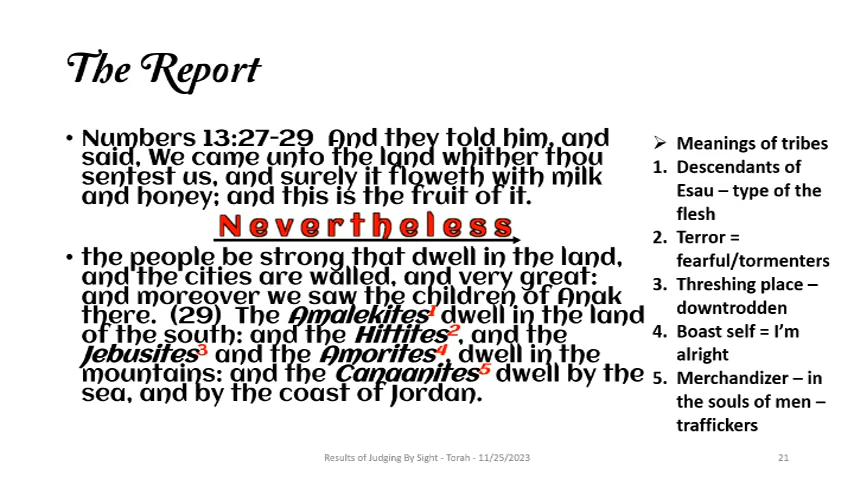 The Report
• Numbers 13:27-29 And they told him, and
said, We came unto the land whither thou
sentest us, and surely it floweth with milk
and honey; and this is the fruit of it.
Nevertheless
• the people be strong that dwell in the land,
and the cities are walled, and very great:
and moreover we saw the children of Anak
there. (29) The Amalekites1 dwell in the land
of the south: and the Hittites2, and the
Jebusites3 and the Amorites4, dwell in the
mountains: and the Canaanites5 dwell by the
sea, and by the coast of Jordan.
➢ Meanings of tribes
1. Descendants of
Esau – type of the
flesh
2. Terror =
fearful/tormenters
3. Threshing place –
downtrodden
4. Boast self = I'm
alright
5. Merchandizer – in
the souls of men –
traffickers
Results of Judging By Sight - Torah - 11/25/2023
21